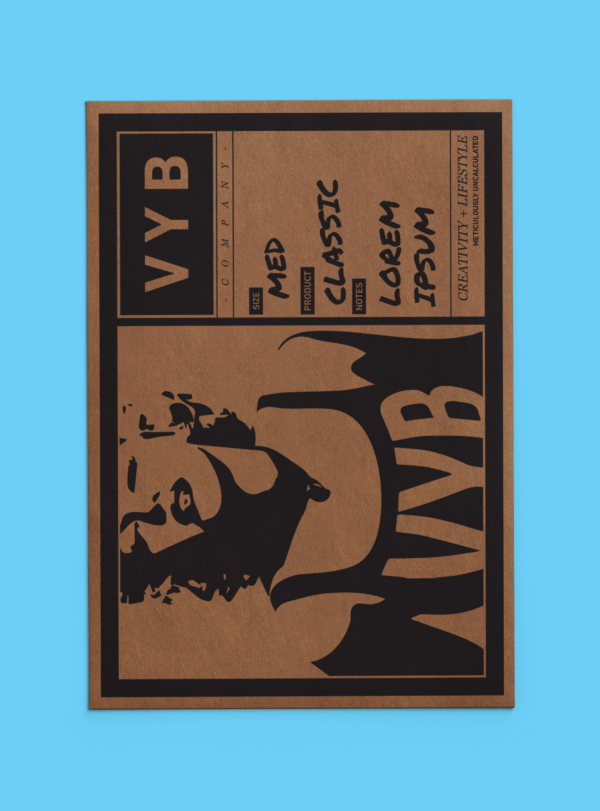 VYB
- COMPANY -
SIZE
MED
PRODUCT
CLASSIC
NOTES
LOREM
IPSUM
CREATIVITY + LIFESTYLE
METICULOUSLY UNCALCULATED
VYB